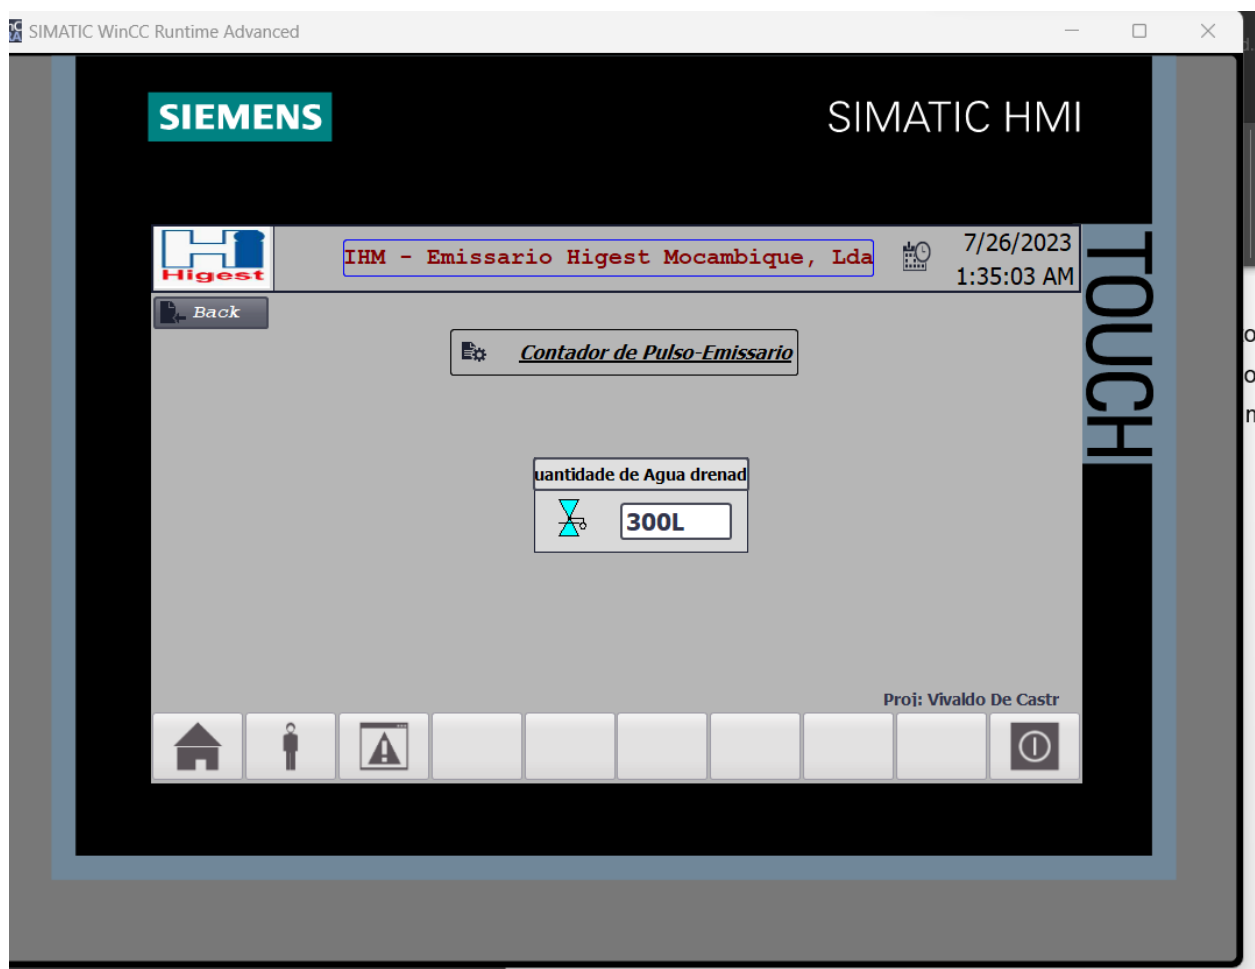 SIMATIC WinCC Runtime Advanced
SIEMENS
SIMATIC HMI
TOUCH
Higest
IHM - Emissario Higest Mocambique, Lda
7/26/2023
1:35:03 AM
Back
Contador de Pulso-Emissario
uantidade de Agua drenad
300L
Proj: Vivaldo De Castr